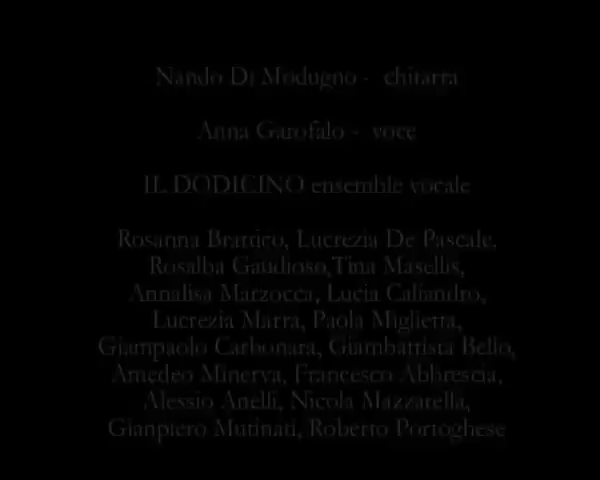 Nando Di Modugno - chitarra
Anna Garofalo - voce
IL DODICINO ensemble vocale
Rosanna Brattico, Lucrezia De Pascale,
Rosalba Gaudioso,Tina Masellis,
Annalisa Marzocca, Lucia Caliandro,
Lucrezia Marra, Paola Miglietta,
Giampaolo Carbonara, Giambattista Bello,
Amedeo Minerva, Francesco Abbrescia,
Alessio Anelli, Nicola Mazzarella,
Gianpiero Mutinati, Roberto Portoghese